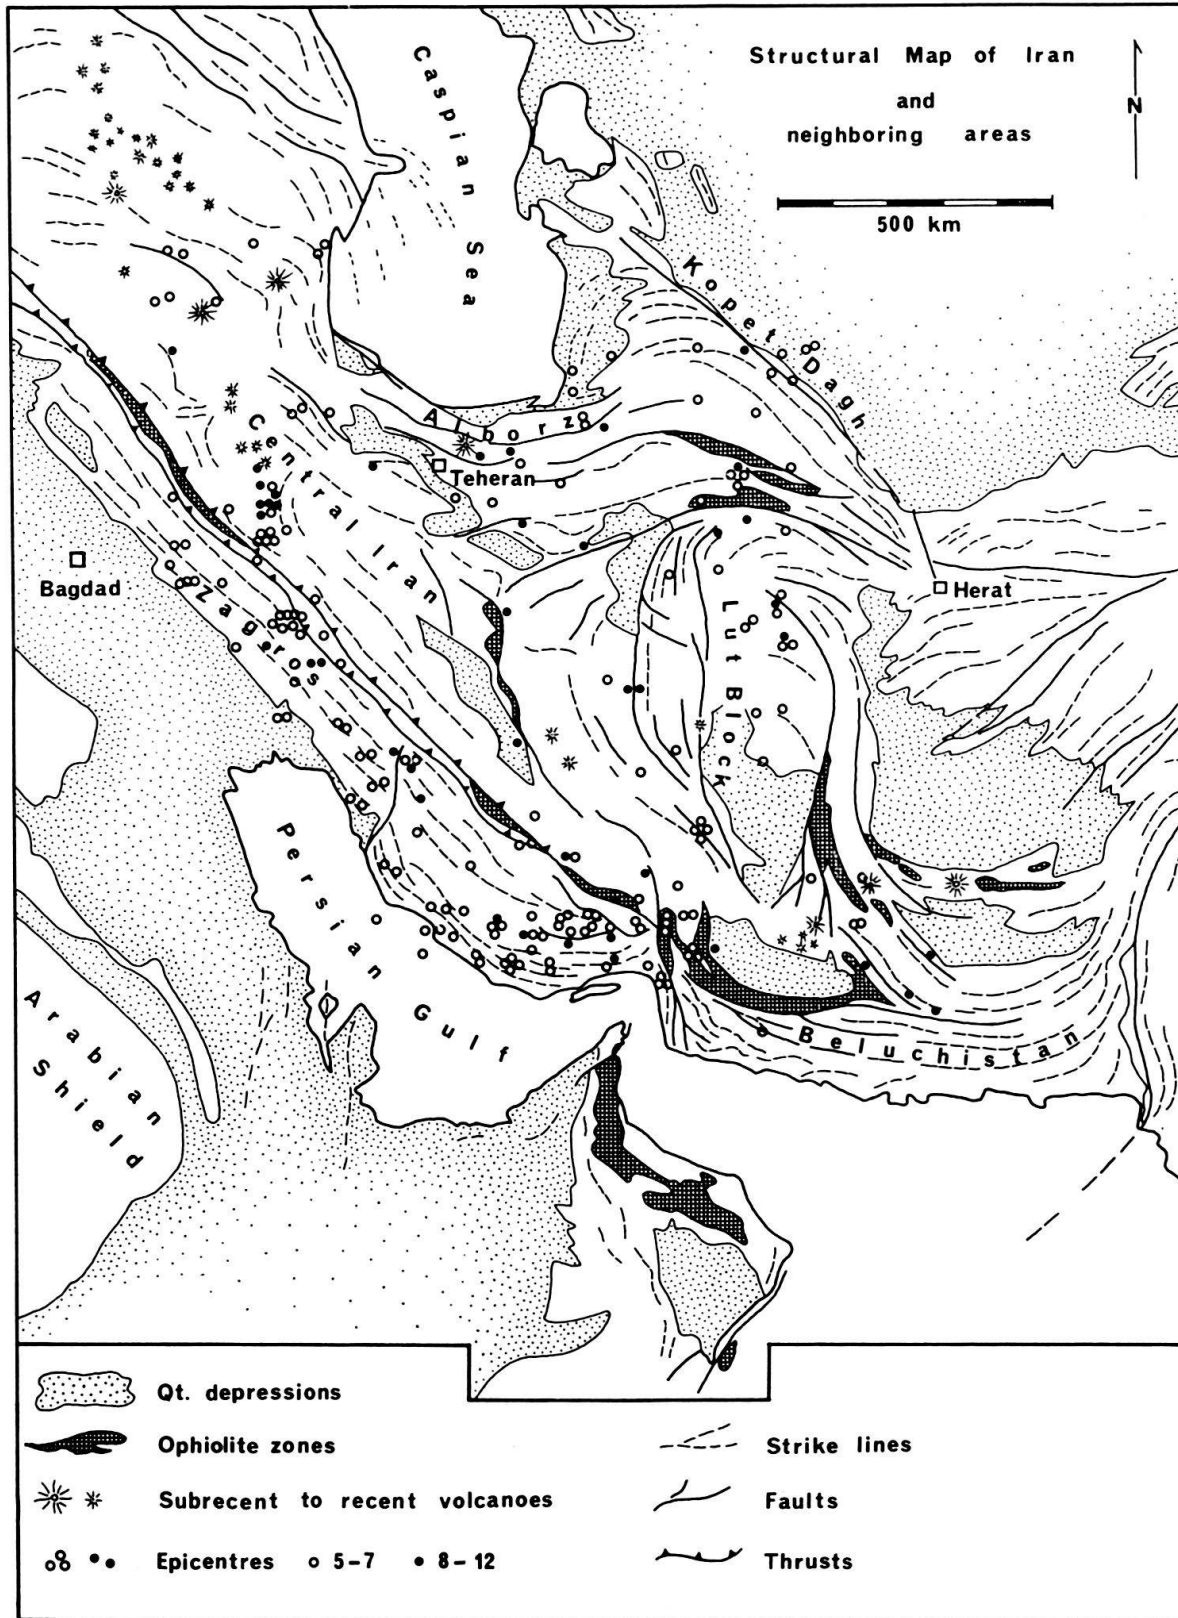 Structural Map of Iran
and
neighboring areas
N
500 km
Caspian Sea
Kopet Dagh
Alborz
Teheran
Central Iran
Bagdad
Zagros
Herat
Lut Block
Persian Gulf
Arabian Shield
Beluchistan
Qt. depressions
Ophiolite zones
Strike lines
Subrecent to recent volcanoes
Faults
Epicentres 5-7 8-12
Thrusts